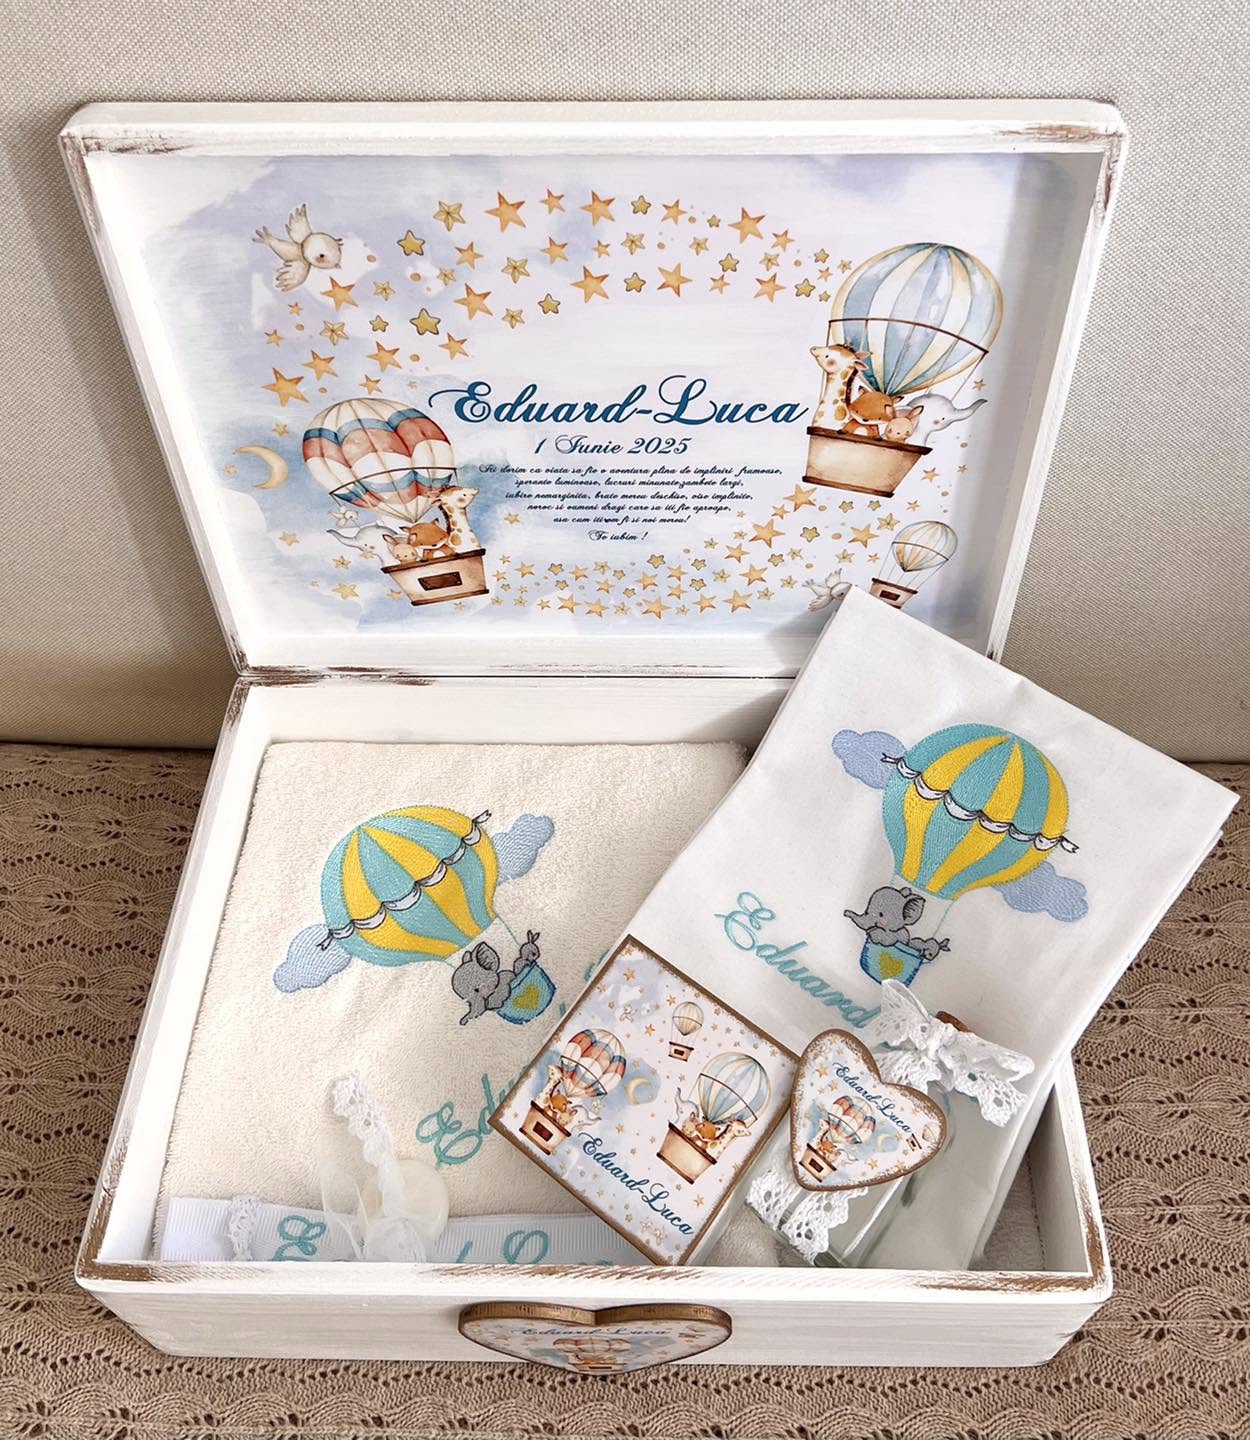 Eduard-Luca
1 Iunie 2025
Iti dorim ca viata sa fie o aventura plina de impliniri frumoase,
sperante luminoase, lucruri minunate,zambete largi,
iubire nemarginita, brate mereu deschise, vise implinite,
noroc si oameni dragi care sa iti fie aproape,
asa cum iti vom fi si noi mereu!
Te iubim !
Eduard
Eduard-Luca
Eduard-Luca
Eduard-Luca